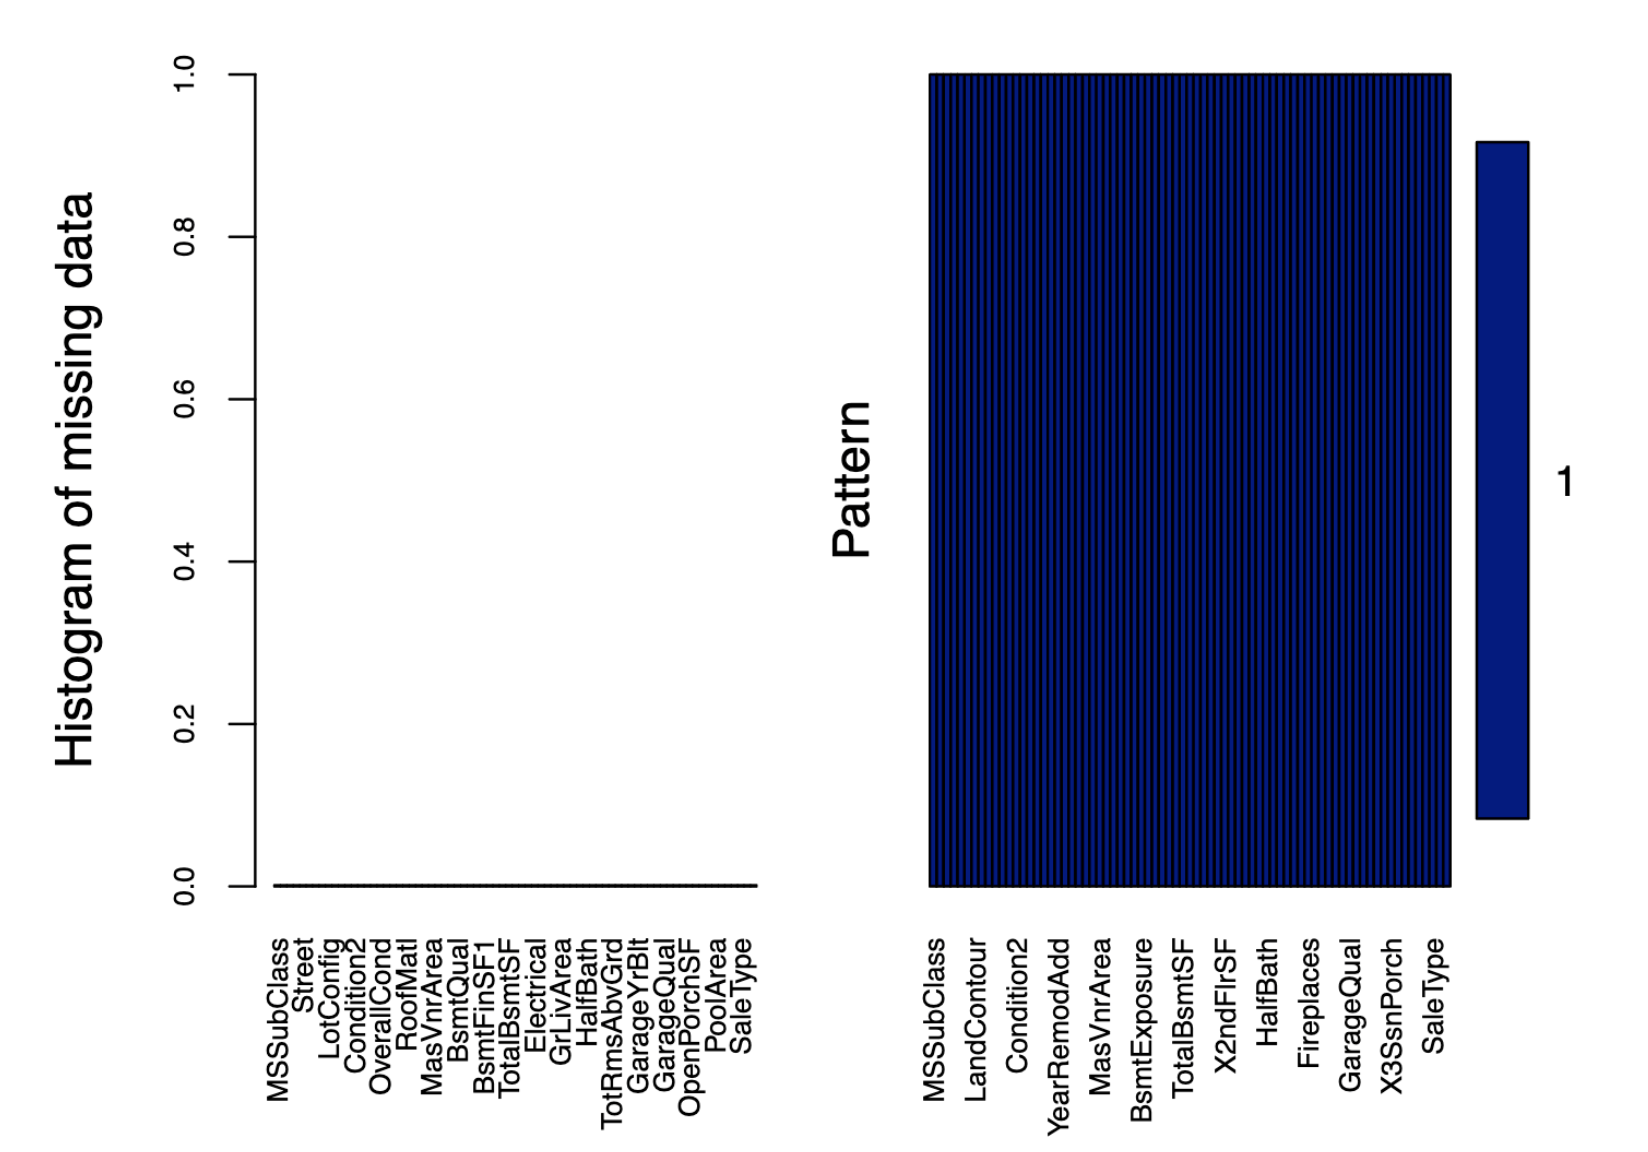 Histogram of missing data
1.0
0.8
0.6
0.4
0.2
0.0
MSSubClass
Street
LotConfig
Condition2
OverallCond
RoofMatl
MasVnrArea
BsmtQual
BsmtFinSF1
TotalBsmtSF
Electrical
GrLivArea
HalfBath
TotRmsAbvGrd
GarageYrBlt
GarageQual
OpenPorchSF
PoolArea
SaleType
Pattern
MSSubClass
LandContour
Condition2
YearRemodAdd
MasVnrArea
BsmtExposure
TotalBsmtSF
X2ndFlrSF
HalfBath
Fireplaces
GarageQual
X3SsnPorch
SaleType
1